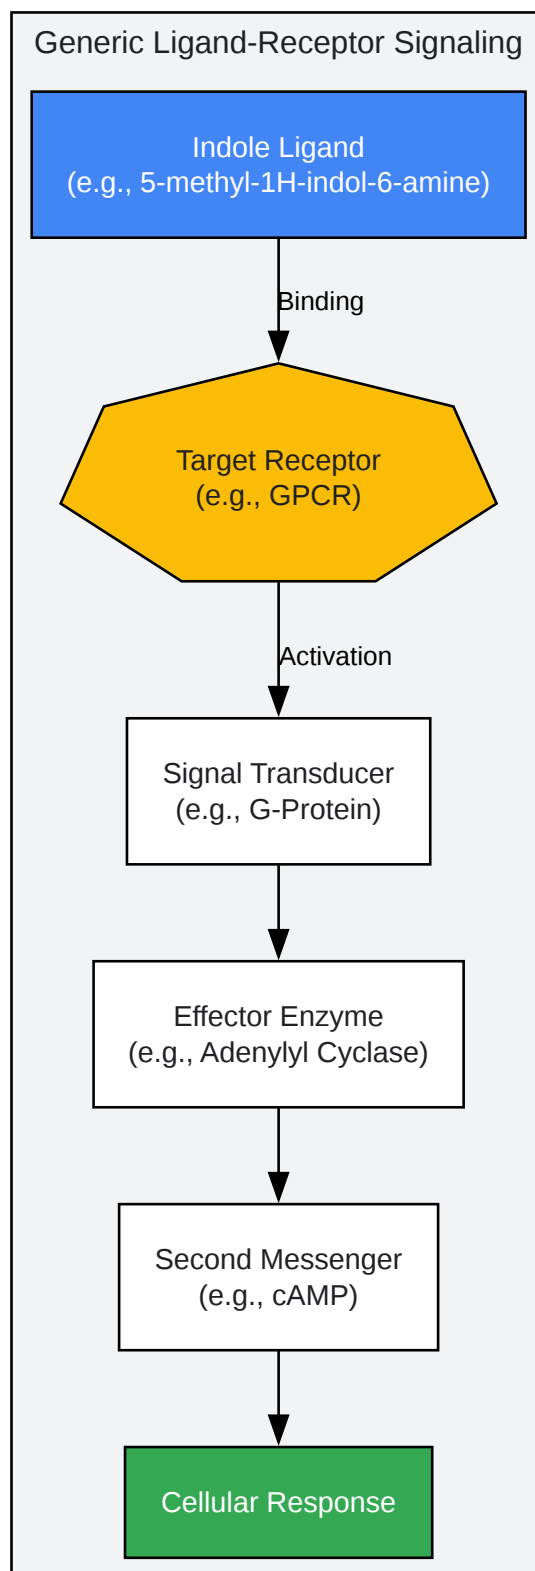 Generic Ligand-Receptor Signaling
Indole Ligand
(e.g., 5-methyl-1H-indol-6-amine)
Binding
Target Receptor
(e.g., GPCR)
Activation
Signal Transducer
(e.g., G-Protein)
Effector Enzyme
(e.g., Adenylyl Cyclase)
Second Messenger
(e.g., cAMP)
Cellular Response